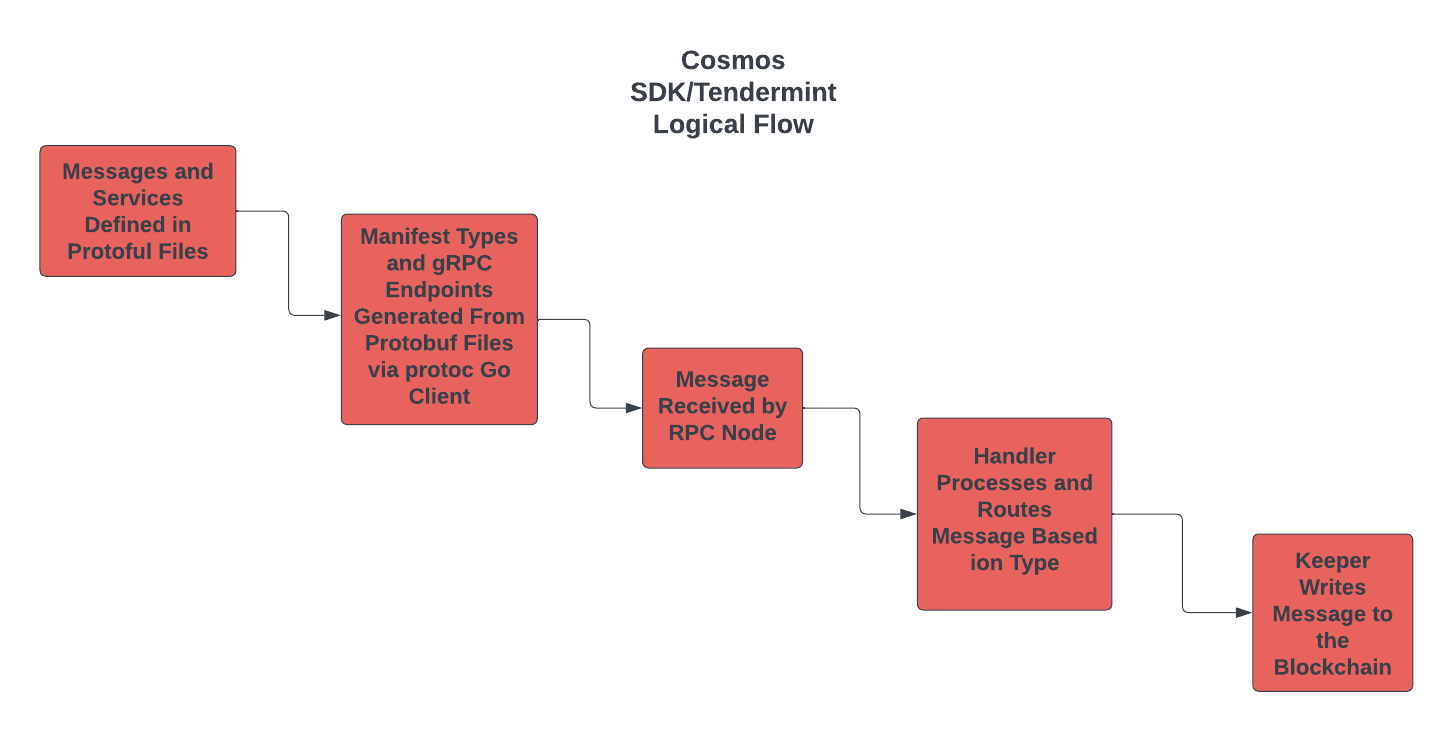 Cosmos
SDK/Tendermint
Logical Flow
Messages and
Services
Defined in
Protoful Files
Manifest Types
and gRPC
Endpoints
Generated From
Protobuf Files
via protoc Go
Client
Message
Received by
RPC Node
Handler
Processes and
Routes
Message Based
ion Type
Keeper
Writes
Message to
the
Blockchain